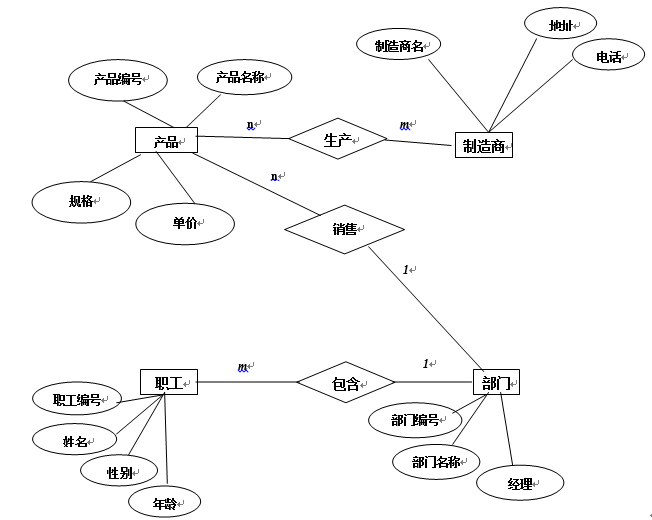 地址
制造商名
电话
产品编号
产品名称
n
m
产品
生产
制造商
n
规格
单价
销售
1
m
1
职工
包含
部门
职工编号
部门编号
姓名
部门名称
性别
经理
年龄